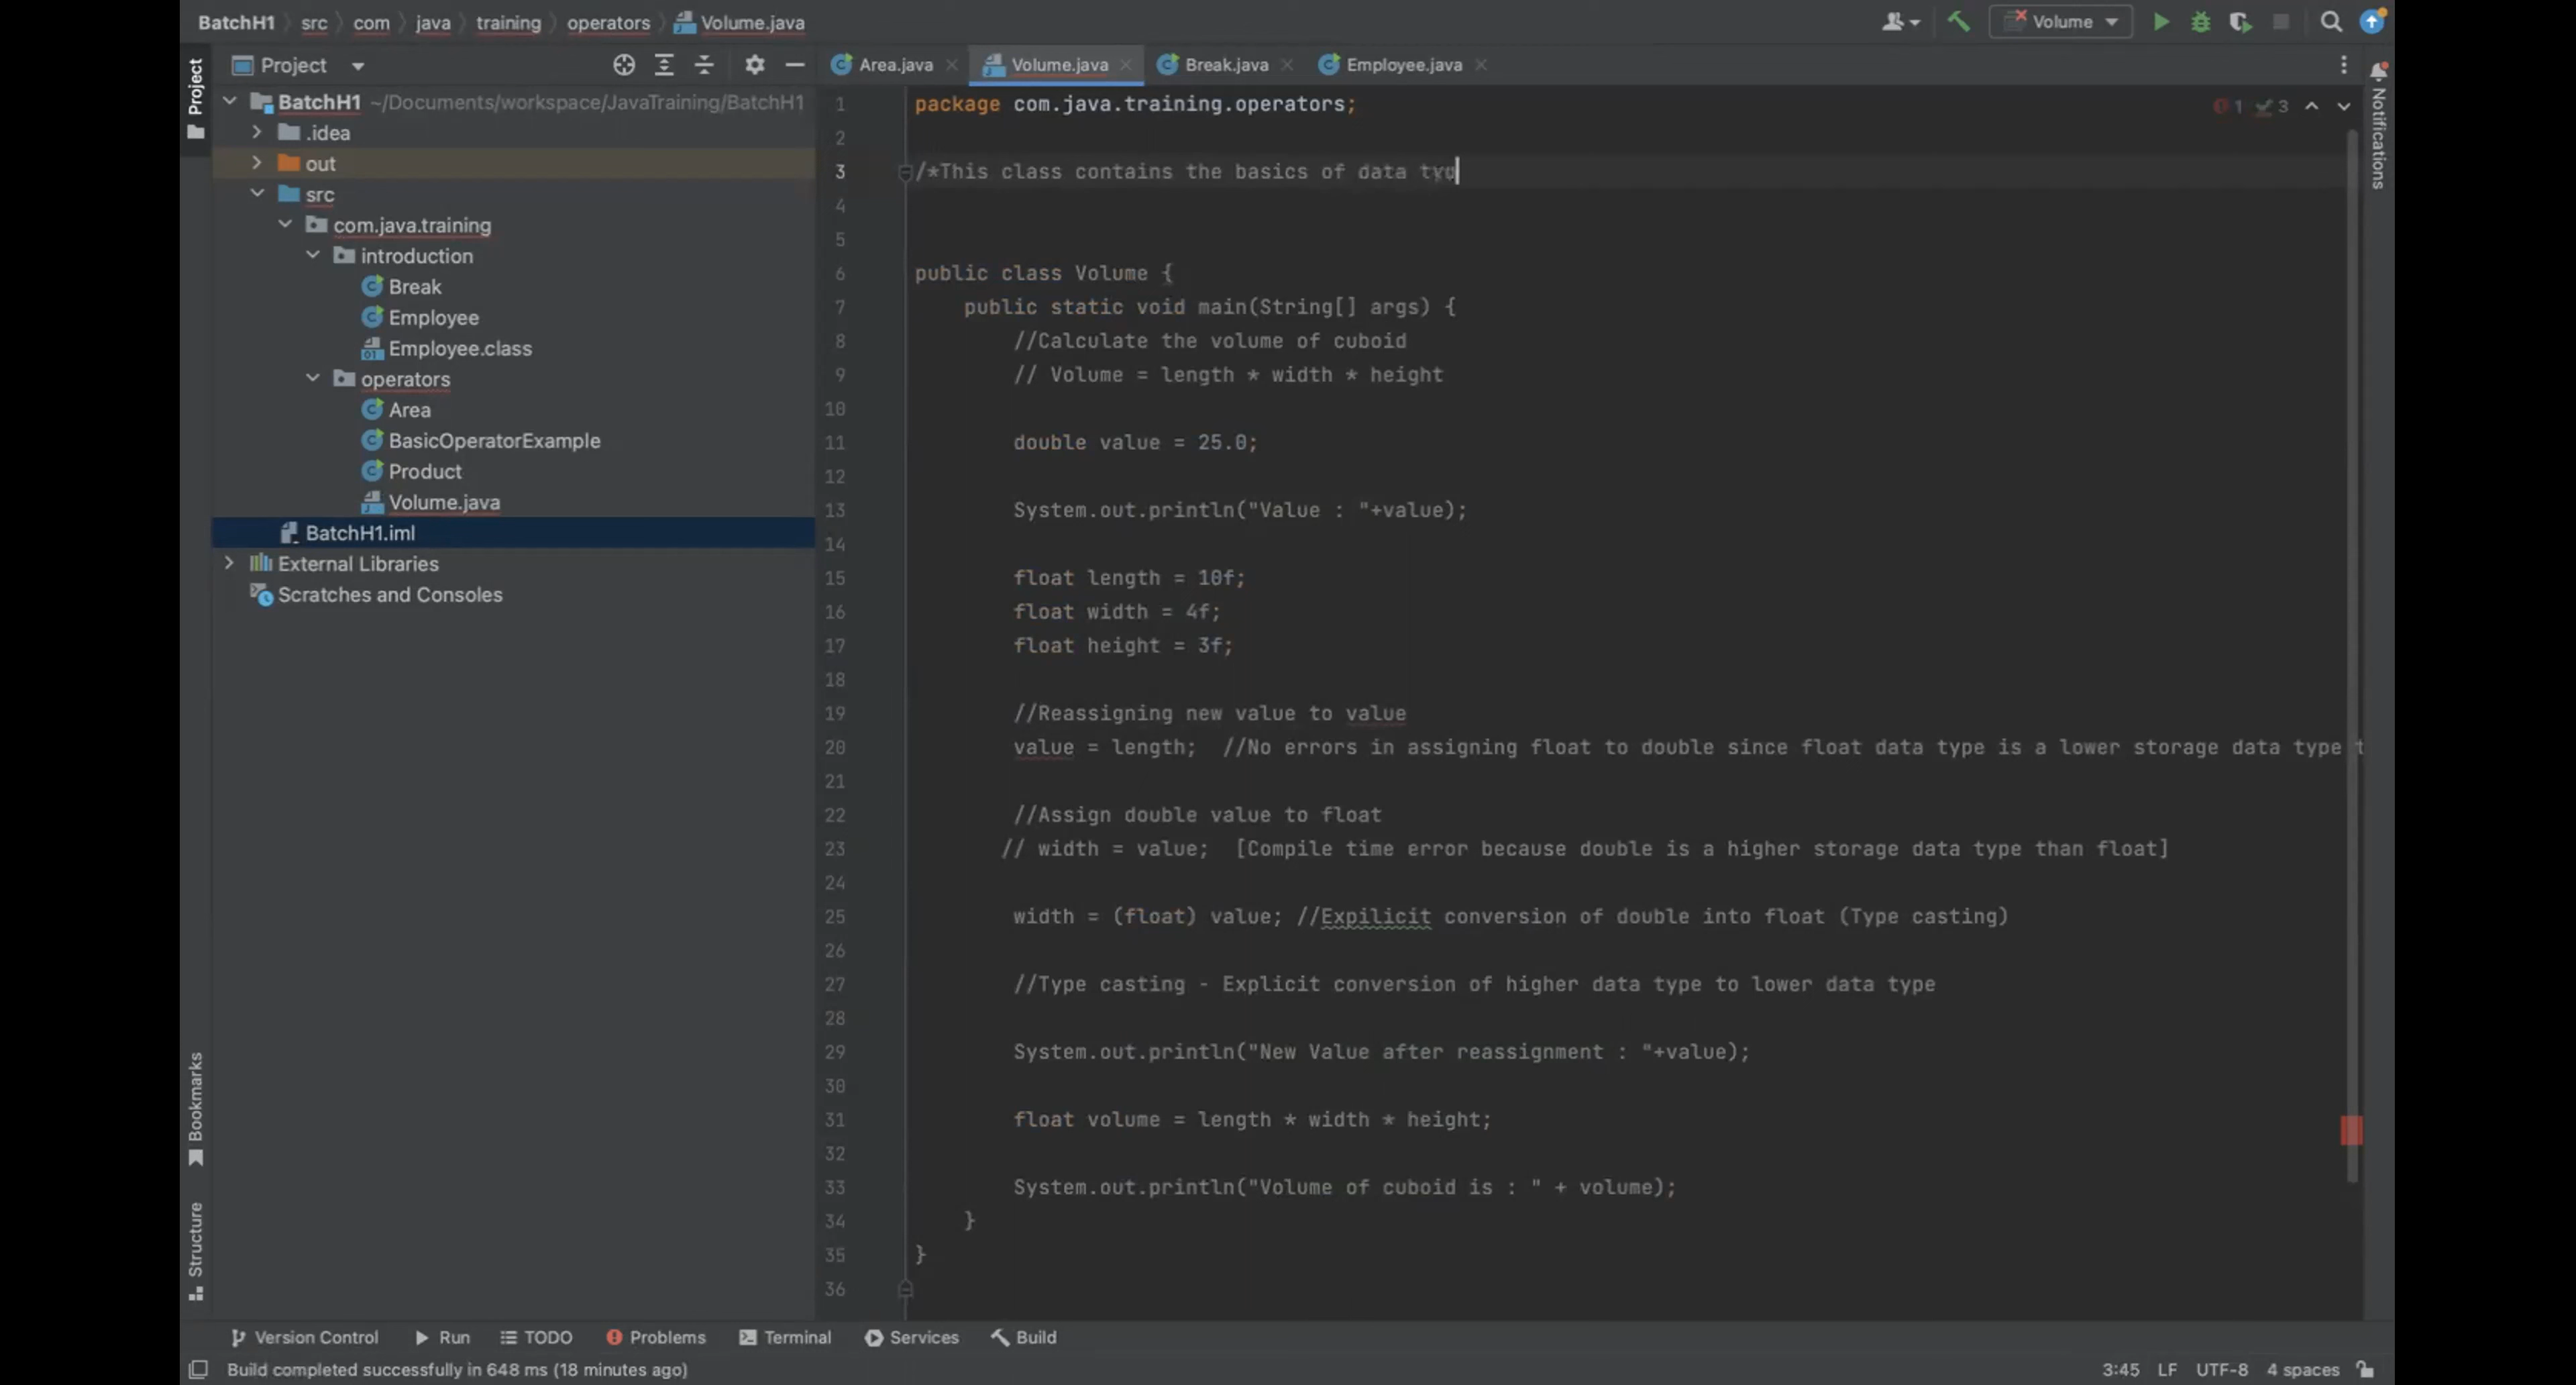 BatchH1 src com java training operators Volume.java
Volume
Project
Area.java Volume.java Break.java Employee.java
Project
BatchH1 ~/Documents/workspace/JavaTraining/BatchH1
.idea
out
src
com.java.training
introduction
Break
Employee
Employee.class
operators
Area
BasicOperatorExample
Product
Volume.java
BatchH1.iml
External Libraries
Scratches and Consoles
Bookmarks
Structure
1 package com.java.training.operators;
2
3 /*This class contains the basics of data typ
4
5
6 public class Volume {
7 public static void main(String[] args) {
8 //Calculate the volume of cuboid
9 // Volume = length * width * height
10
11 double value = 25.0;
12
13 System.out.println("Value : "+value);
14
15 float length = 10f;
16 float width = 4f;
17 float height = 3f;
18
19 //Reassigning new value to value
20 value = length; //No errors in assigning float to double since float data type is a lower storage data type t
21
22 //Assign double value to float
23 // width = value; [Compile time error because double is a higher storage data type than float]
24
25 width = (float) value; //Expilicit conversion of double into float (Type casting)
26
27 //Type casting - Explicit conversion of higher data type to lower data type
28
29 System.out.println("New Value after reassignment : "+value);
30
31 float volume = length * width * height;
32
33 System.out.println("Volume of cuboid is : " + volume);
34 }
35 }
36
1 3
Notifications
Version Control Run TODO Problems Terminal Services Build
Build completed successfully in 648 ms (18 minutes ago)
3:45 LF UTF-8 4 spaces